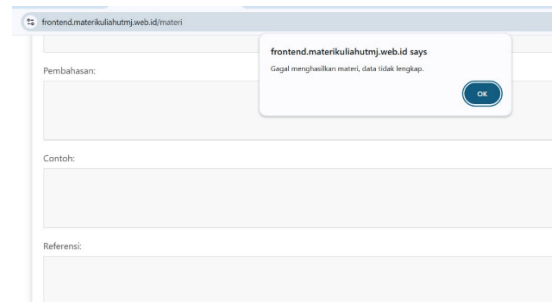 frontend.materikuliahutmj.web.id/materi
frontend.materikuliahutmj.web.id says
Gagal menghasilkan materi, data tidak lengkap.
OK
Pembahasan:
Contoh:
Referensi: